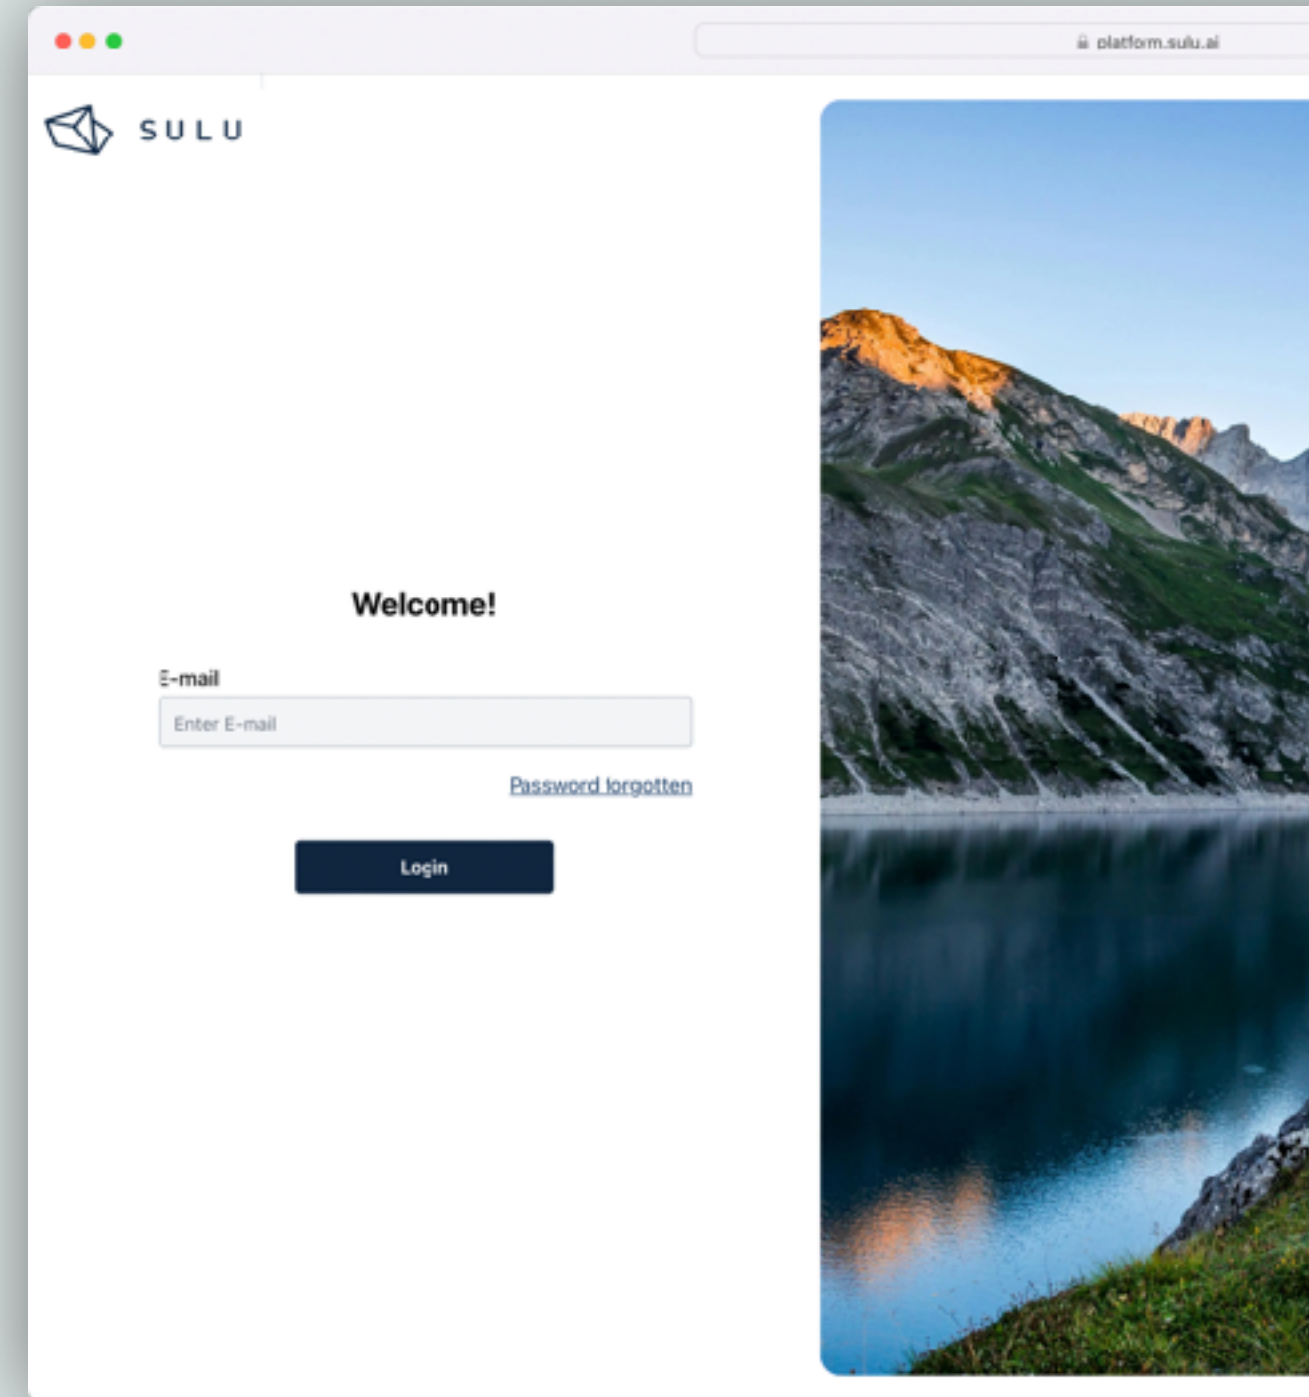 platform.sulu.ai
SULU
Welcome!
E-mail
Enter E-mail
Password forgotten
Login